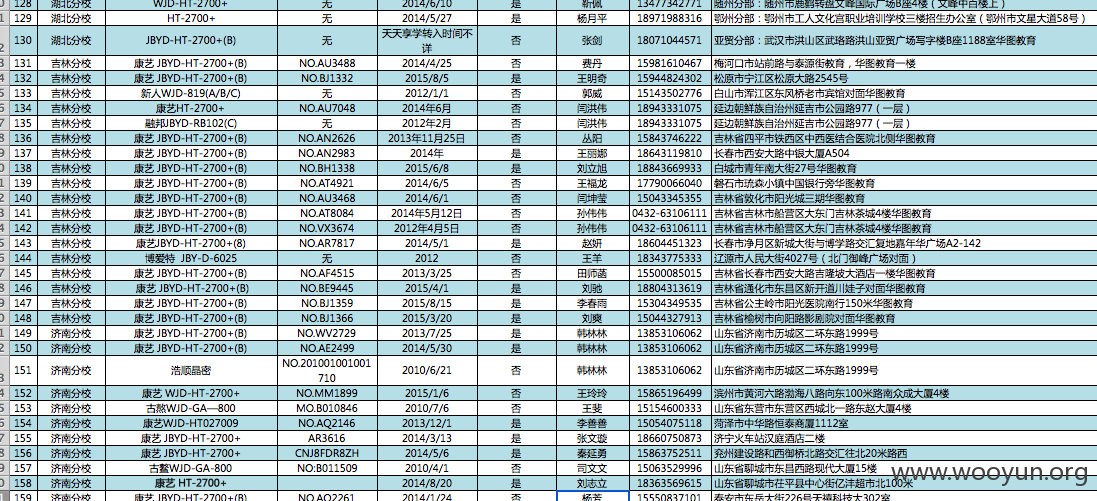 128 湖北分校 WJD-HT-2700+ 无 2014/6/10 是 靳佩 13477342771 随州分部：随州市鹿鹤转盘文峰国际广场B座4楼（文峰中百楼上）
129 湖北分校 HT-2700+ 无 2014/5/27 是 杨月平 18971988316 鄂州分部：鄂州市工人文化宫职业培训学校三楼招生办公室（鄂州市文星大道58号）
130 湖北分校 JBYD-HT-2700+(B) 无 天天享学转入时间不详 否 张剑 18071044571 亚贸分部：武汉市洪山区武珞路洪山亚贸广场写字楼B座1188室华图教育
131 吉林分校 康艺 JBYD-HT-2700+(B) NO.AU3488 2014/4/25 否 费丹 15981610467 梅河口市站前路与泰源街教育，华图教育一楼
132 吉林分校 康艺 JBYD-HT-2700+(B) NO.BJ1332 2015/8/5 是 王明奇 15944824302 松原市宁江区松原大路2545号
133 吉林分校 新人WJD-819(A/B/C) 无 2012/1/1 否 郭威 15143502776 白山市浑江区东风桥老市宾馆对面华图教育
134 吉林分校 康艺HT-2700+ NO.AU7048 2014年6月 否 闫洪伟 18943331075 延边朝鲜族自治州延吉市公园路977（一层）
135 吉林分校 融邦JBYD-RB102(C) 无 2012年2月 否 闫洪伟 18943331075 延边朝鲜族自治州延吉市公园路977（一层）
136 吉林分校 康艺 JBYD-HT-2700+(B) NO.AN2626 2013年11月25日 否 丛阳 15843746222 吉林省四平市铁西区中西医结合医院北侧华图教育
137 吉林分校 康艺 JBYD-HT-2700+(B) NO.AN2983 2014年 是 王丽娜 18643119810 长春市西安大路中银大厦A504
138 吉林分校 康艺 JBYD-HT-2700+(B) NO.BH1338 2015/6/8 是 刘立旭 18843669933 白城市青年南大街27号华图教育
139 吉林分校 康艺 JBYD-HT-2700+(B) NO.AT4921 2014/6/5 否 王福龙 17790066040 磐石市琉森小镇中国银行旁华图教育
140 吉林分校 康艺 JBYD-HT-2700+(B) NO.AU3468 2014/6/1 否 闫坤莹 15043345355 吉林省敦化市阳光城三期华图教育
141 吉林分校 康艺 JBYD-HT-2700+(B) NO.AT8084 2014年5月12日 否 孙伟伟 0432-63106111 吉林省吉林市船营区大东门吉林茶城4楼华图教育
142 吉林分校 康艺 JBYD-HT-2700+(B) NO.VX3674 2012年4月5日 否 孙伟伟 0432-63106111 吉林省吉林市船营区大东门吉林茶城4楼华图教育
143 吉林分校 康艺JBYD-HT-2700+(8) NO.AR7817 2014/5/1 否 赵妍 18604451323 长春市净月区新城大街与博学路交汇复地嘉年华广场A2-142
144 吉林分校 博爱特 JBY-D-6025 无 2012 否 王羊 18343775333 辽原市人民大街4027号（北门御峰广场对面）
145 吉林分校 康艺 JBYD-HT-2700+(B) NO.AF4515 2013/3/25 否 田师菡 15500085015 吉林省长春市西安大路吉隆坡大酒店一楼华图教育
146 吉林分校 康艺 JBYD-HT-2700+(B) NO.BE9445 2015/4/1 否 刘驰 18804313619 吉林省通化市东昌区新开道川娃子对面华图教育
147 吉林分校 康艺 JBYD-HT-2700+(B) NO.BJ1359 2015/8/15 是 李春雨 15304349535 吉林省公主岭市阳光医院南行150米华图教育
148 吉林分校 康艺 JBYD-HT-2700+(B) NO.BJ1366 2015/3/20 是 刘爽 15044327913 吉林省榆树市向阳路影剧院对面华图教育
149 济南分校 康艺 JBYD-HT-2700+(B) NO.WV2729 2013/7/25 是 韩林林 13853106062 山东省济南市历城区二环东路1999号
150 济南分校 康艺 JBYD-HT-2700+(B) NO.AE2499 2014/5/30 是 韩林林 13853106062 山东省济南市历城区二环东路1999号
151 济南分校 浩顺晶密 NO.201001001001710 2010/6/21 否 韩林林 13853106062 山东省济南市历城区二环东路1999号
152 济南分校 康艺 WJD-HT-2700+ NO.MM1899 2015/1/6 是 王玲玲 15865196499 滨州市黄河六路渤海八路向东100米路南众成大厦4楼
153 济南分校 古熬WJD-GA—800 MO.B010846 2010/7/6 否 王斐 15154600333 山东省东营市东营区西城北一路东赵大厦4楼
154 济南分校 康艺WJD-HT027009 NO.AQ2146 2013/12/1 否 李善善 15054075118 菏泽市中华路恒泰商厦1112室
155 济南分校 康艺 JBYD-HT-2700+ AR3616 2014/3/13 否 张文璇 18660750873 济宁火车站汉庭酒店二楼
156 济南分校 康艺 JBYD-HT-2700+ CNJ8FDR8ZH 2014/5/6 是 秦延勇 15863752511 兖州建设路和西御桥北路交汇往北20米路西
157 济南分校 古鳌WJD-GA-800 NO:B011509 2010/4/1 否 司文文 15063529996 山东省聊城市东昌西路现代大厦15楼
158 济南分校 康艺 HT-2700+ 2014/8/20 是 刘志立 18363569615 山东省聊城市茌平县中心街亿沣超市北100米
159 济南分校 康艺 JBYD-HT-2700+ NO.AQ2261 2014/1/24 否 杨芳 15550837101 泰安市东岳大街226号天禧科技大302室
www.wooyun.org